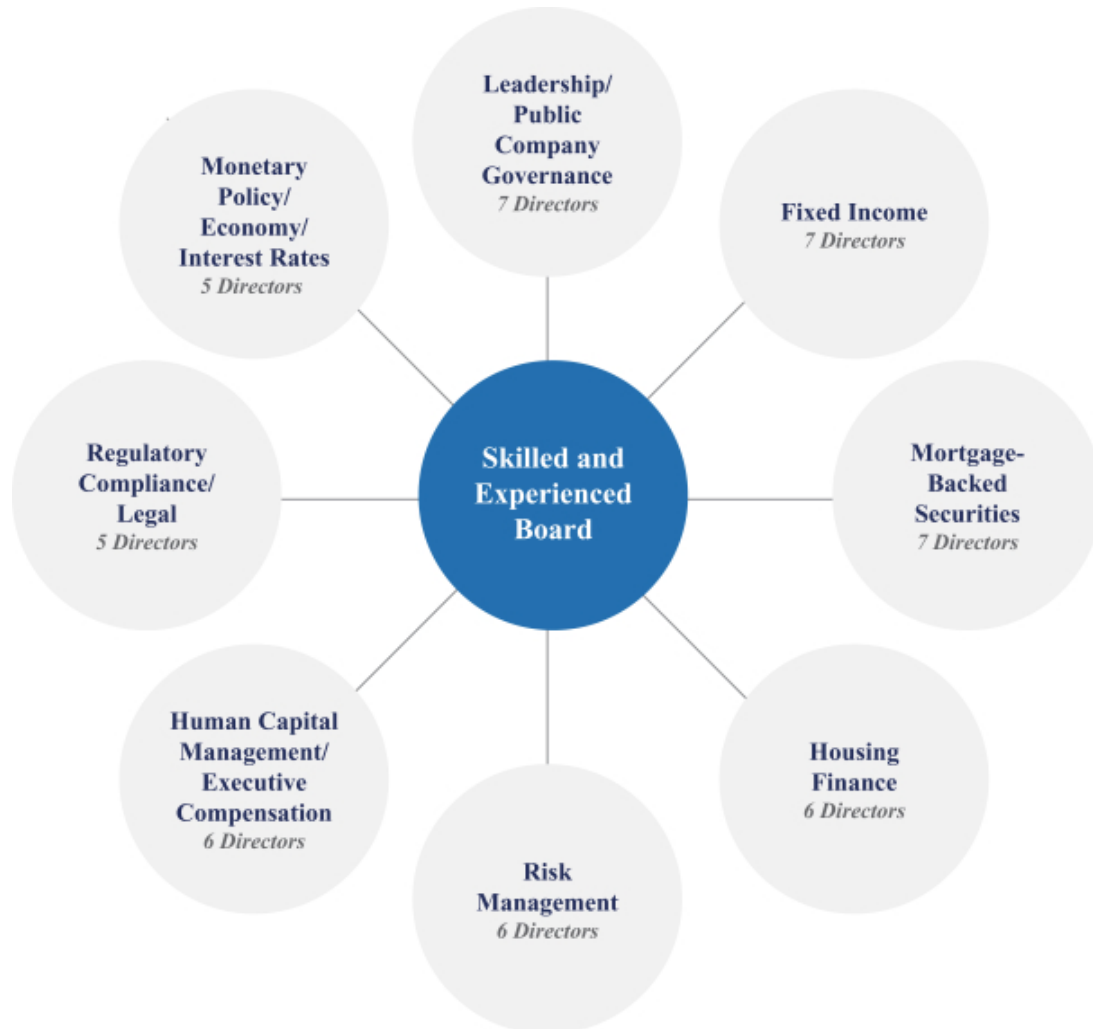 Leadership/
Public
Company
Governance
7 Directors
Fixed Income
7 Directors
Mortgage-
Backed
Securities
7 Directors
Housing
Finance
6 Directors
Risk
Management
6 Directors
Human Capital
Management/
Executive
Compensation
6 Directors
Regulatory
Compliance/
Legal
5 Directors
Monetary
Policy/
Economy/
Interest Rates
5 Directors
Skilled and
Experienced
Board